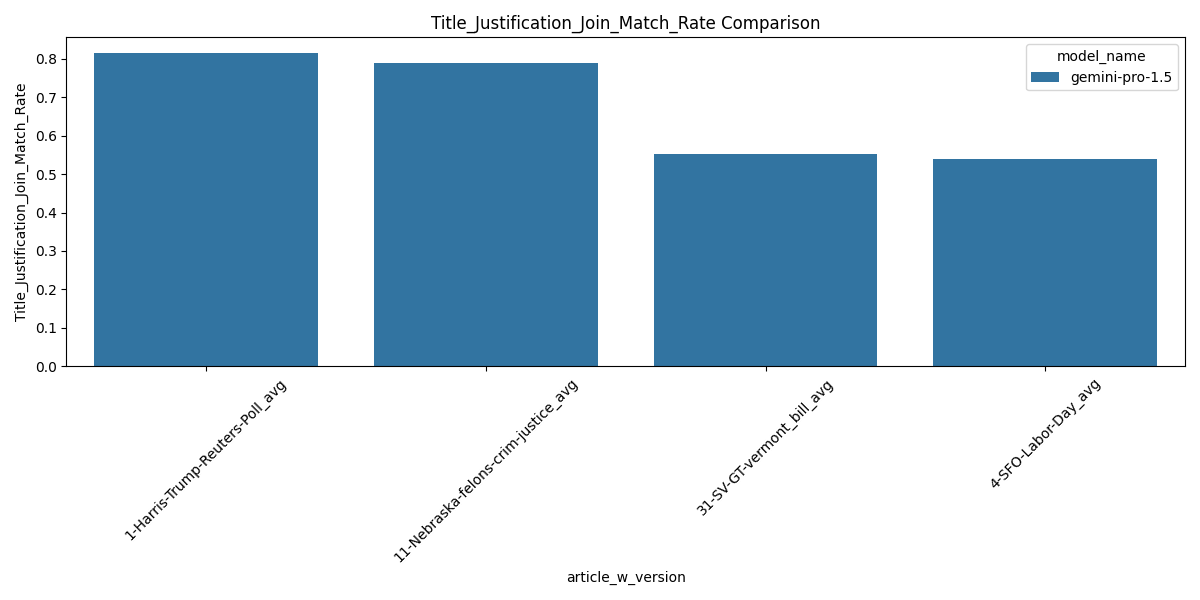 Title_Justification_Join_Match_Rate Comparison
model_name
gemini-pro-1.5
Title_Justification_Join_Match_Rate
0.8
0.7
0.6
0.5
0.4
0.3
0.2
0.1
0.0
1-Harris-Trump-Reuters-Poll_avg
11-Nebraska-felons-crim-justice_avg
31-SV-GT-vermont_bill_avg
4-SFO-Labor-Day_avg
article_w_version